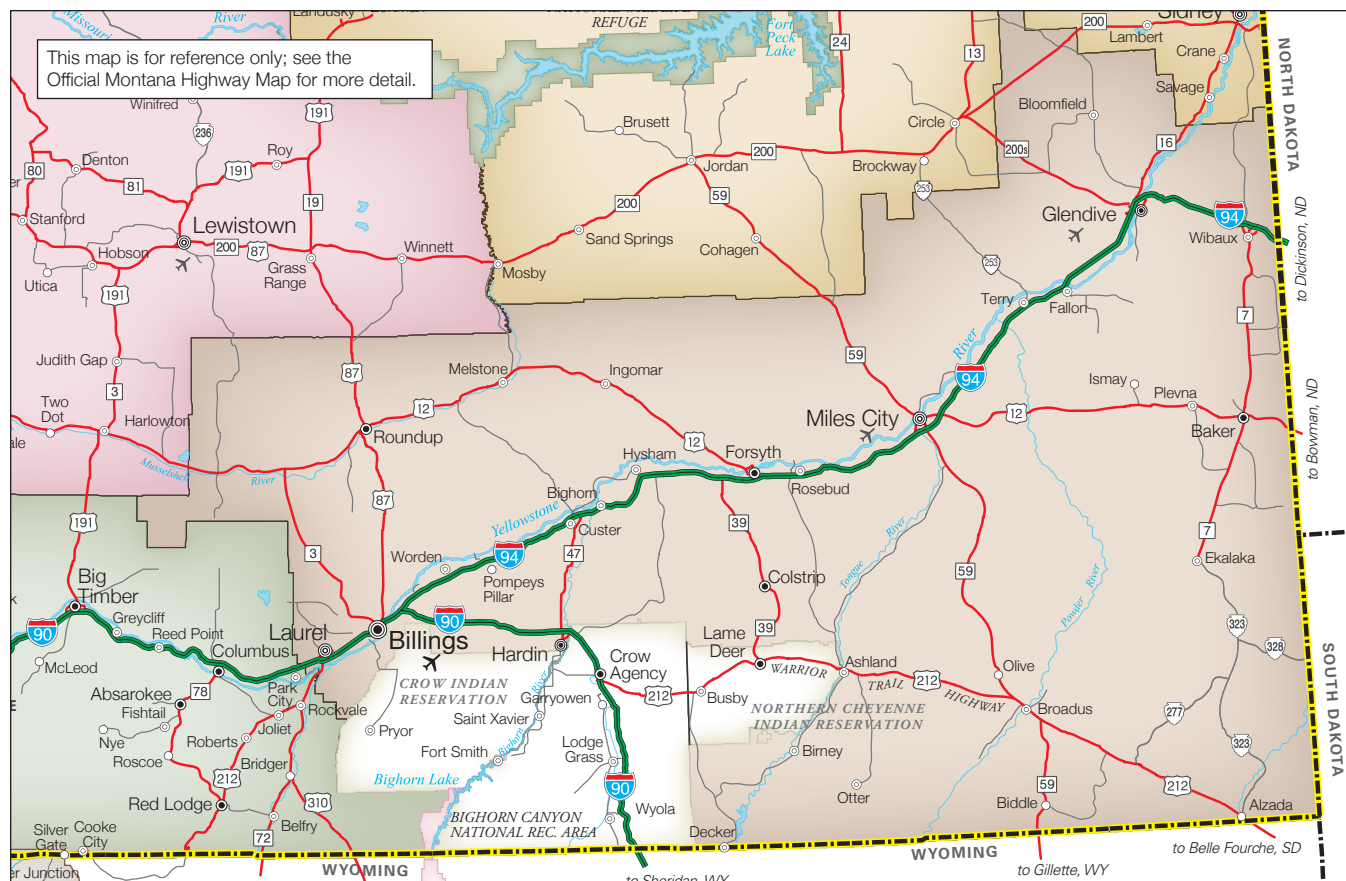 Missouri
River
Landusky
REFUGE
Fort
Peck
Lake
24
13
200
Lambert
Sidney
Crane
This map is for reference only; see the
Official Montana Highway Map for more detail.
NORTH DAKOTA
Winifred
191
236
Savage
Bloomfield
Brusett
Circle
200s
16
80
Denton
81
191
Roy
Jordan
200
Brockway
59
253
19
200
Stanford
Lewistown
Glendive
94
Wibaux
to Dickinson, ND
Hobson
200
87
Winnett
Sand Springs
Cohagen
Utica
191
Grass
Range
Mosby
253
Terry
Fallon
7
Judith Gap
87
River
59
94
Melstone
Ingomar
Ismay
Plevna
3
Two
Dot
Harlowton
12
Roundup
Miles City
12
Baker
to Bowman, ND
Musselshell
River
12
Forsyth
Hysham
Rosebud
87
Bighorn
191
Yellowstone
Custer
39
River
7
3
94
47
Worden
Pompeys
Pillar
Colstrip
Tongue
59
Ekalaka
Big
Timber
Powder
River
Greycliff
90
Reed Point
Laurel
Billings
90
39
323
328
Columbus
Hardin
Lame
Deer
McLeod
Crow
Agency
WARRIOR
Ashland
Olive
SOUTH DAKOTA
Park
City
CROW INDIAN
RESERVATION
River
212
Busby
TRAIL
212
HIGHWAY
78
Absarokee
Rockvale
Garryowen
NORTHERN CHEYENNE
INDIAN RESERVATION
Broadus
277
Fishtail
Joliet
Saint Xavier
Nye
Roberts
Pryor
Bighorn
323
Roscoe
Bridger
Fort Smith
Lodge
Grass
Birney
212
Bighorn Lake
90
Otter
59
212
Red Lodge
310
Wyola
Biddle
Alzada
Belfry
BIGHORN CANYON
NATIONAL REC. AREA
Silver
Gate
Cooke
City
72
Decker
WYOMING
WYOMING
to Belle Fourche, SD
er Junction
to Gillette, WY
to Sheridan, WY